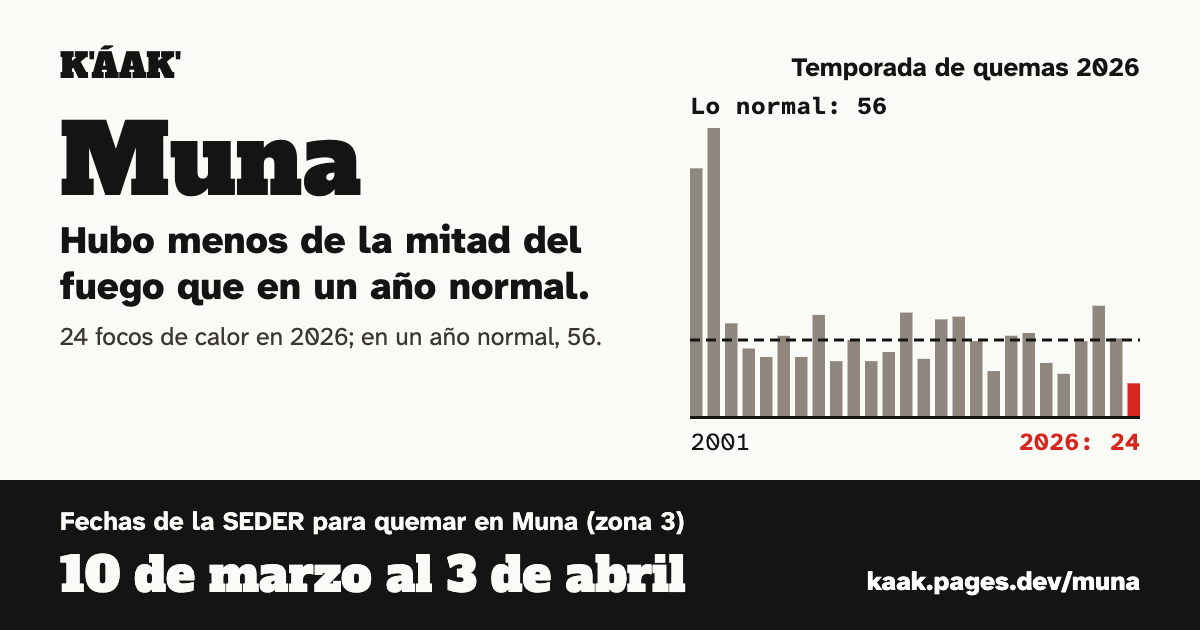 K'ÁAK'
Muna
Hubo menos de la mitad del
fuego que en un año normal.
24 focos de calor en 2026; en un año normal, 56.
Temporada de quemas 2026
Lo normal: 56
2001
2026: 24
Fechas de la SEDER para quemar en Muna (zona 3)
10 de marzo al 3 de abril
kaak.pages.dev/muna